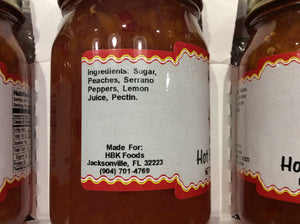 Ingredients: Sugar,
Peaches, Serrano
Peppers, Lemon
Juice, Pectin.
Made For:
HBK Foods
Jacksonville, FL 32223
(904) 701-4769
Hot
Ho